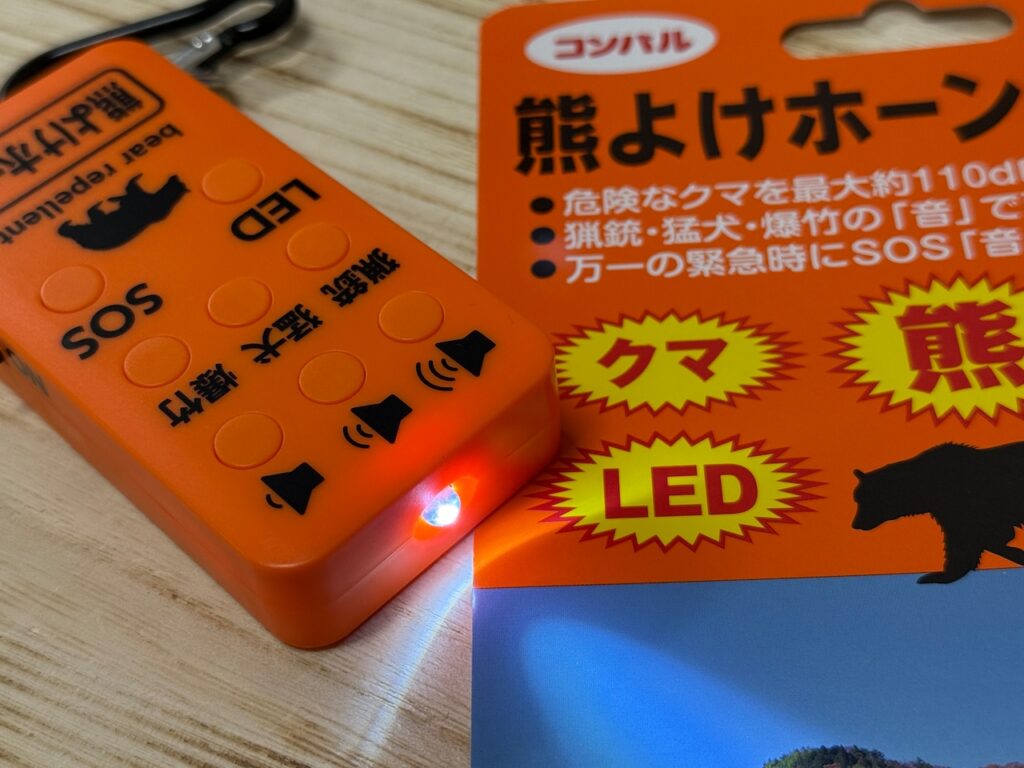 熊よけホ
bear repellent
LED
SOS
猟銃
猛犬
爆竹
コンパル
熊よけホーン
●危険なクマを最大約110d
●猟銃・猛犬・爆竹の「音」で
●万一の緊急時にSOS「音
クマ
熊
LED